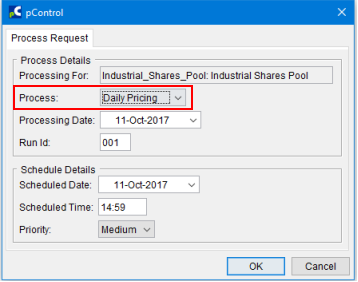 pControl
Process Request
Process Details
Processing For: Industrial_Shares_Pool: Industrial Shares Pool
Process: Daily Pricing
Processing Date: 11-Oct-2017
Run Id: 001
Schedule Details
Scheduled Date: 11-Oct-2017
Scheduled Time: 14:59
Priority: Medium
OK Cancel